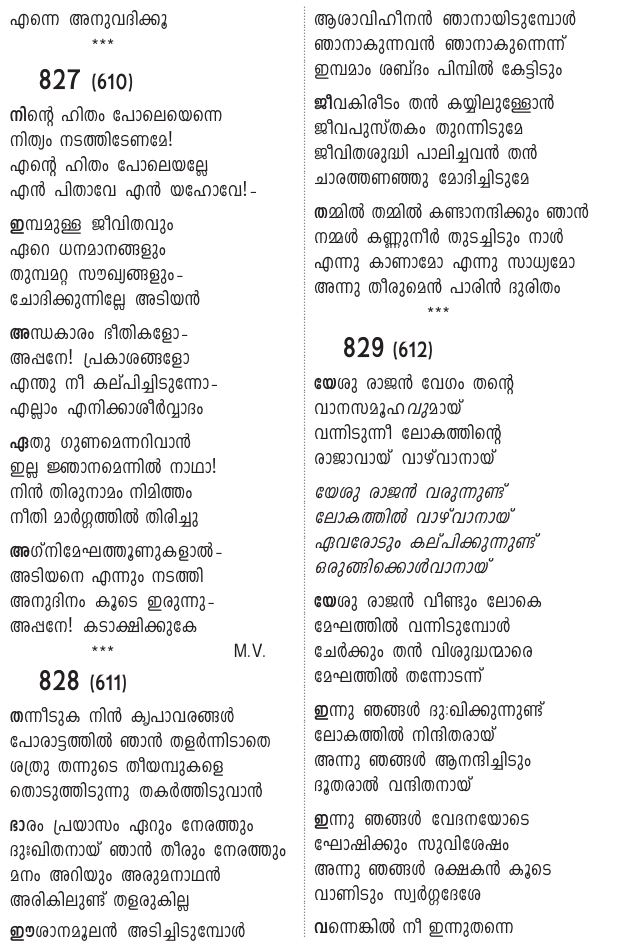 എന്നെ അനുവദിക്കൂ
***
827 (610)
നിന്റെ ഹിതം പോലെയെന്നെ
നിത്യം നടത്തിടേണമേ!
എന്റെ ഹിതം പോലെയല്ലേ
എൻ പിതാവേ എൻ യഹോവേ!-
ഇമ്പമുള്ള ജീവിതവും
ഏറെ ധനമാനങ്ങളും
തുമ്പമറ്റ സൗഖ്യങ്ങളും-
ചോദിക്കുന്നില്ലേ അടിയൻ
അന്ധകാരം ഭീതികളോ-
അപ്പനേ! പ്രകാശങ്ങളോ
എന്തു നീ കല്പിച്ചിടുന്നോ-
എല്ലാം എനിക്കാശീർവ്വാദം
ഏതു ഗുണമെന്നറിവാൻ
ഇല്ല ജ്ഞാനമെന്നിൽ നാഥാ!
നിൻ തിരുനാമം നിമിത്തം
നീതി മാർഗ്ഗത്തിൽ തിരിച്ചു
അഗ്നിമേഘത്തൂണുകളാൽ-
അടിയനെ എന്നും നടത്തി
അനുദിനം കൂടെ ഇരുന്നു-
അപ്പനേ! കടാക്ഷിക്കുകേ
*** M.V.
828 (611)
തന്നീടുക നിൻ കൃപാവരങ്ങൾ
പോരാട്ടത്തിൽ ഞാൻ തളർന്നിടാതെ
ശത്രു തന്നുടെ തീയമ്പുകളെ
തൊടുത്തിടുന്നു തകർത്തിടുവാൻ
ഭാരം പ്രയാസം ഏറും നേരത്തും
ദുഃഖിതനായ് ഞാൻ തീരും നേരത്തും
മനം അറിയും അരുമനാഥൻ
അരികിലുണ്ട് തളരുകില്ല
ഈശാനമൂലൻ അടിച്ചിടുമ്പോൾ
ആശാവിഹീനൻ ഞാനായിടുമ്പോൾ
ഞാനാകുന്നവൻ ഞാനാകുന്നെന്ന്
ഇമ്പമാം ശബ്ദം പിമ്പിൽ കേട്ടിടും
ജീവകിരീടം തൻ കയ്യിലുള്ളോൻ
ജീവപുസ്തകം തുറന്നിടുമേ
ജീവിതശുദ്ധി പാലിച്ചവൻ തൻ
ചാരത്തണഞ്ഞു മോദിച്ചിടുമേ
തമ്മിൽ തമ്മിൽ കണ്ടാനന്ദിക്കും ഞാൻ
നമ്മൾ കണ്ണുനീർ തുടച്ചിടും നാൾ
എന്നു കാണാമോ എന്നു സാധ്യമോ
അന്നു തീരുമെൻ പാരിൻ ദുരിതം
***
829 (612)
യേശു രാജൻ വേഗം തന്റെ
വാനസമൂഹവുമായ്
വന്നിടുന്നീ ലോകത്തിന്റെ
രാജാവായ് വാഴ്‌വാനായ്
യേശു രാജൻ വരുന്നുണ്ട്
ലോകത്തിൽ വാഴ്‌വാനായ്
ഏവരോടും കല്പിക്കുന്നുണ്ട്
ഒരുങ്ങിക്കൊൾവാനായ്
യേശു രാജൻ വീണ്ടും ലോകെ
മേഘത്തിൽ വന്നിടുമ്പോൾ
ചേർക്കും തൻ വിശുദ്ധന്മാരെ
മേഘത്തിൽ തന്നോടന്ന്
ഇന്നു ഞങ്ങൾ ദു:ഖിക്കുന്നുണ്ട്
ലോകത്തിൽ നിന്ദിതരായ്
അന്നു ഞങ്ങൾ ആനന്ദിച്ചിടും
ദൂതരാൽ വന്ദിതനായ്
ഇന്നു ഞങ്ങൾ വേദനയോടെ
ഘോഷിക്കും സുവിശേഷം
അന്നു ഞങ്ങൾ രക്ഷകൻ കൂടെ
വാണിടും സ്വർഗ്ഗദേശേ
വന്നെങ്കിൽ നീ ഇന്നുതന്നെ